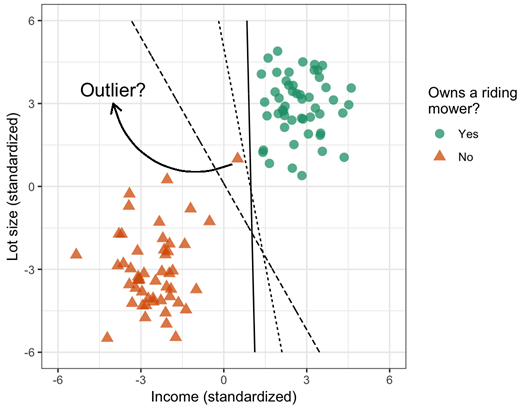 6
3
0
-3
-6
-6
-3
0
3
6
Lot size (standardized)
Income (standardized)
Outlier?
Owns a riding
mower?
Yes
No